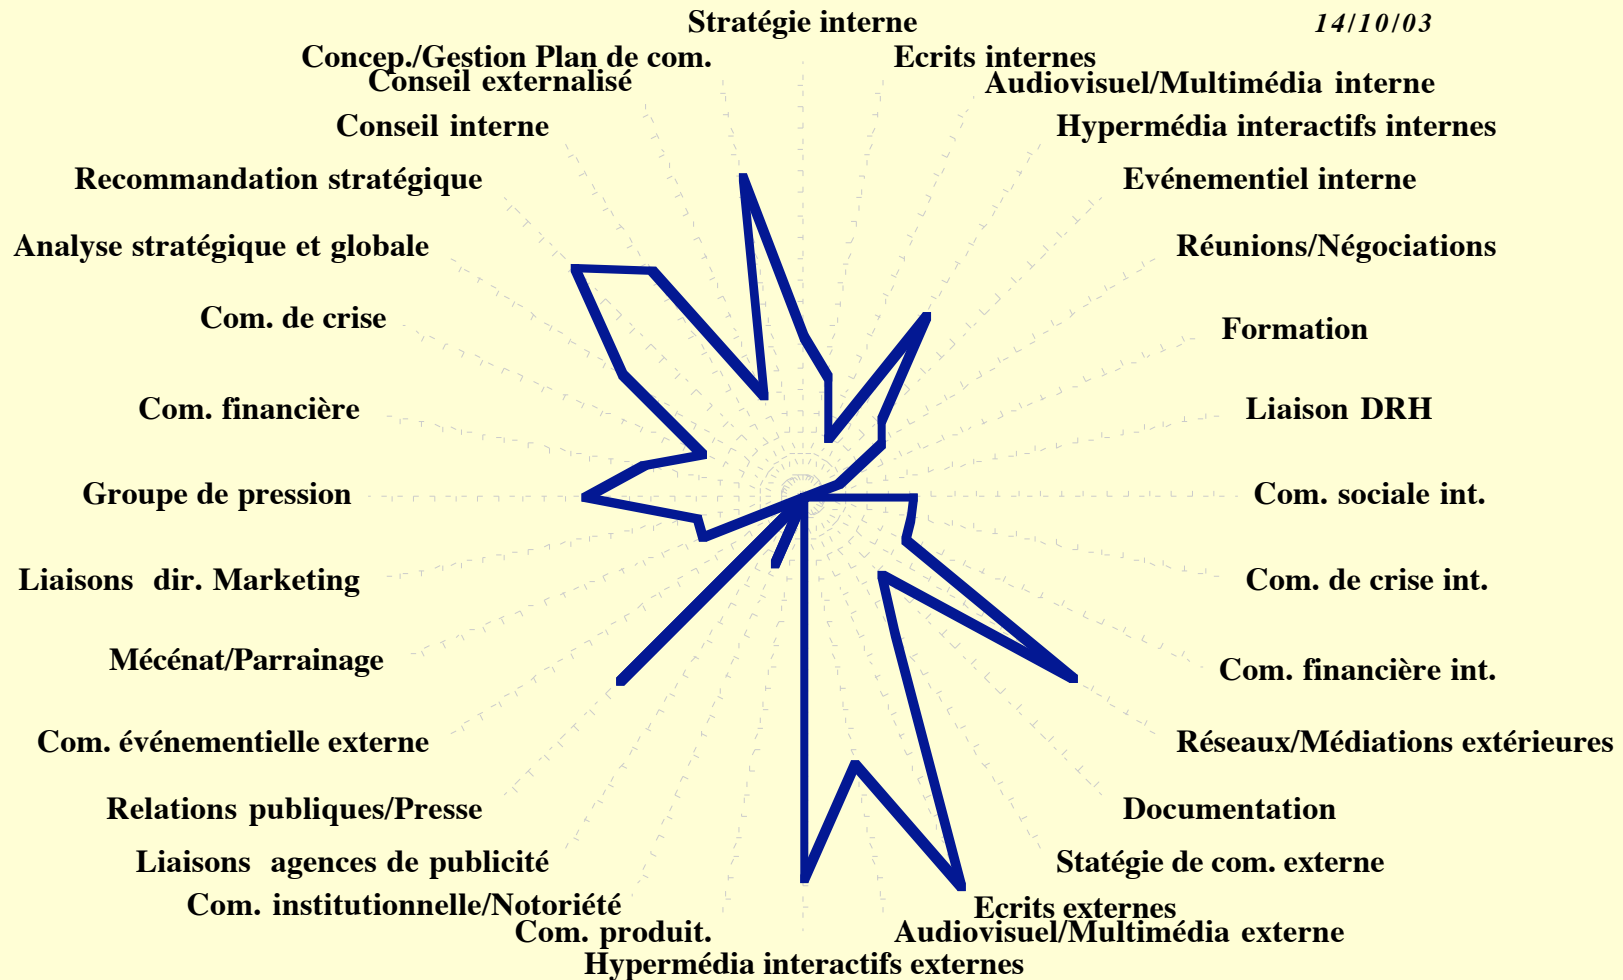 Stratégie interne
14/10/03
Concep./Gestion Plan de com.
Ecrits internes
Conseil externalisé
Audiovisuel/Multimédia interne
Conseil interne
Hypermédia interactifs internes
Recommandation stratégique
Evénementiel interne
Analyse stratégique et globale
Réunions/Négociations
Com. de crise
Formation
Com. financière
Liaison DRH
Groupe de pression
Com. sociale int.
Liaisons dir. Marketing
Com. de crise int.
Mécénat/Parrainage
Com. financière int.
Com. événementielle externe
Réseaux/Médiations extérieures
Relations publiques/Presse
Documentation
Liaisons agences de publicité
Statégie de com. externe
Com. institutionnelle/Notoriété
Ecrits externes
Com. produit.
Audiovisuel/Multimédia externe
Hypermédia interactifs externes